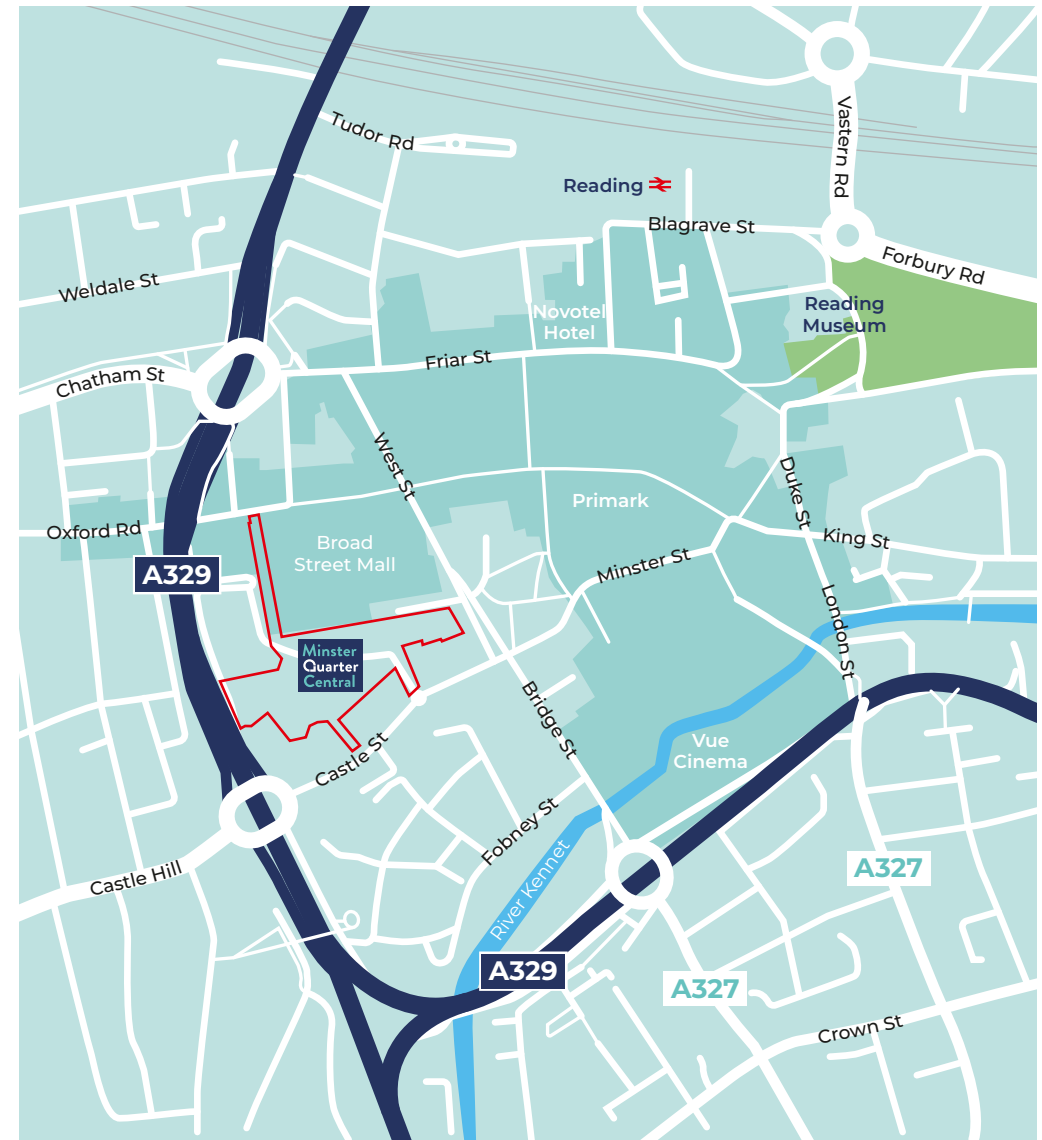 Tudor Rd
Vastern Rd
Reading
Blagrave St
Forbury Rd
Weldale St
Novotel
Hotel
Reading
Museum
Friar St
Chatham St
West St
Duke St
Primark
Oxford Rd
Broad
Street Mall
King St
Minster St
A329
London St
Minster
Quarter
Central
Bridge St
Castle St
Vue
Cinema
Fobney St
Castle Hill
River Kennet
A327
A329
A327
Crown St